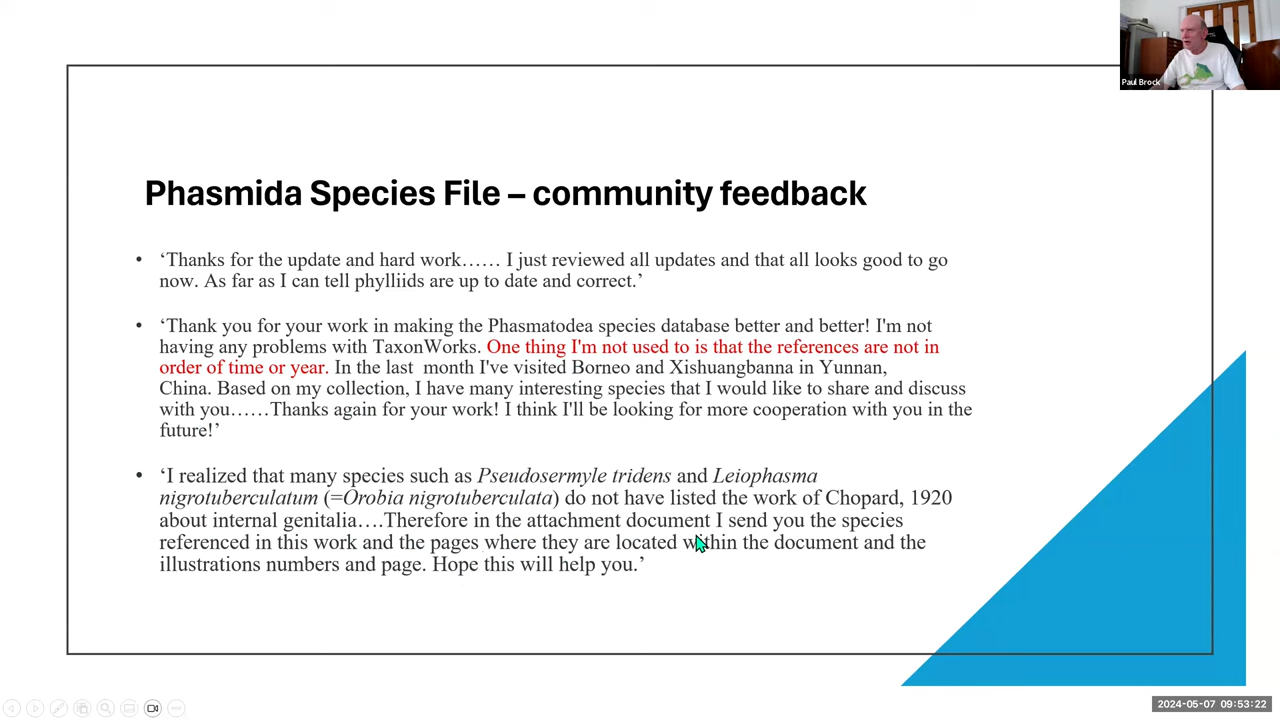 Paul Brock
Phasmida Species File – community feedback
• ‘Thanks for the update and hard work…… I just reviewed all updates and that all looks good to go
now. As far as I can tell phylliids are up to date and correct.’
• ‘Thank you for your work in making the Phasmatodea species database better and better! I'm not
having any problems with TaxonWorks. One thing I'm not used to is that the references are not in
order of time or year. In the last month I've visited Borneo and Xishuangbanna in Yunnan,
China. Based on my collection, I have many interesting species that I would like to share and discuss
with you……Thanks again for your work! I think I'll be looking for more cooperation with you in the
future!’
• ‘I realized that many species such as Pseudosermyle tridens and Leiophasma
nigrotuberculatum (=Orobia nigrotuberculata) do not have listed the work of Chopard, 1920
about internal genitalia….Therefore in the attachment document I send you the species
referenced in this work and the pages where they are located within the document and the
illustrations numbers and page. Hope this will help you.’
2024-05-07 09:53:22